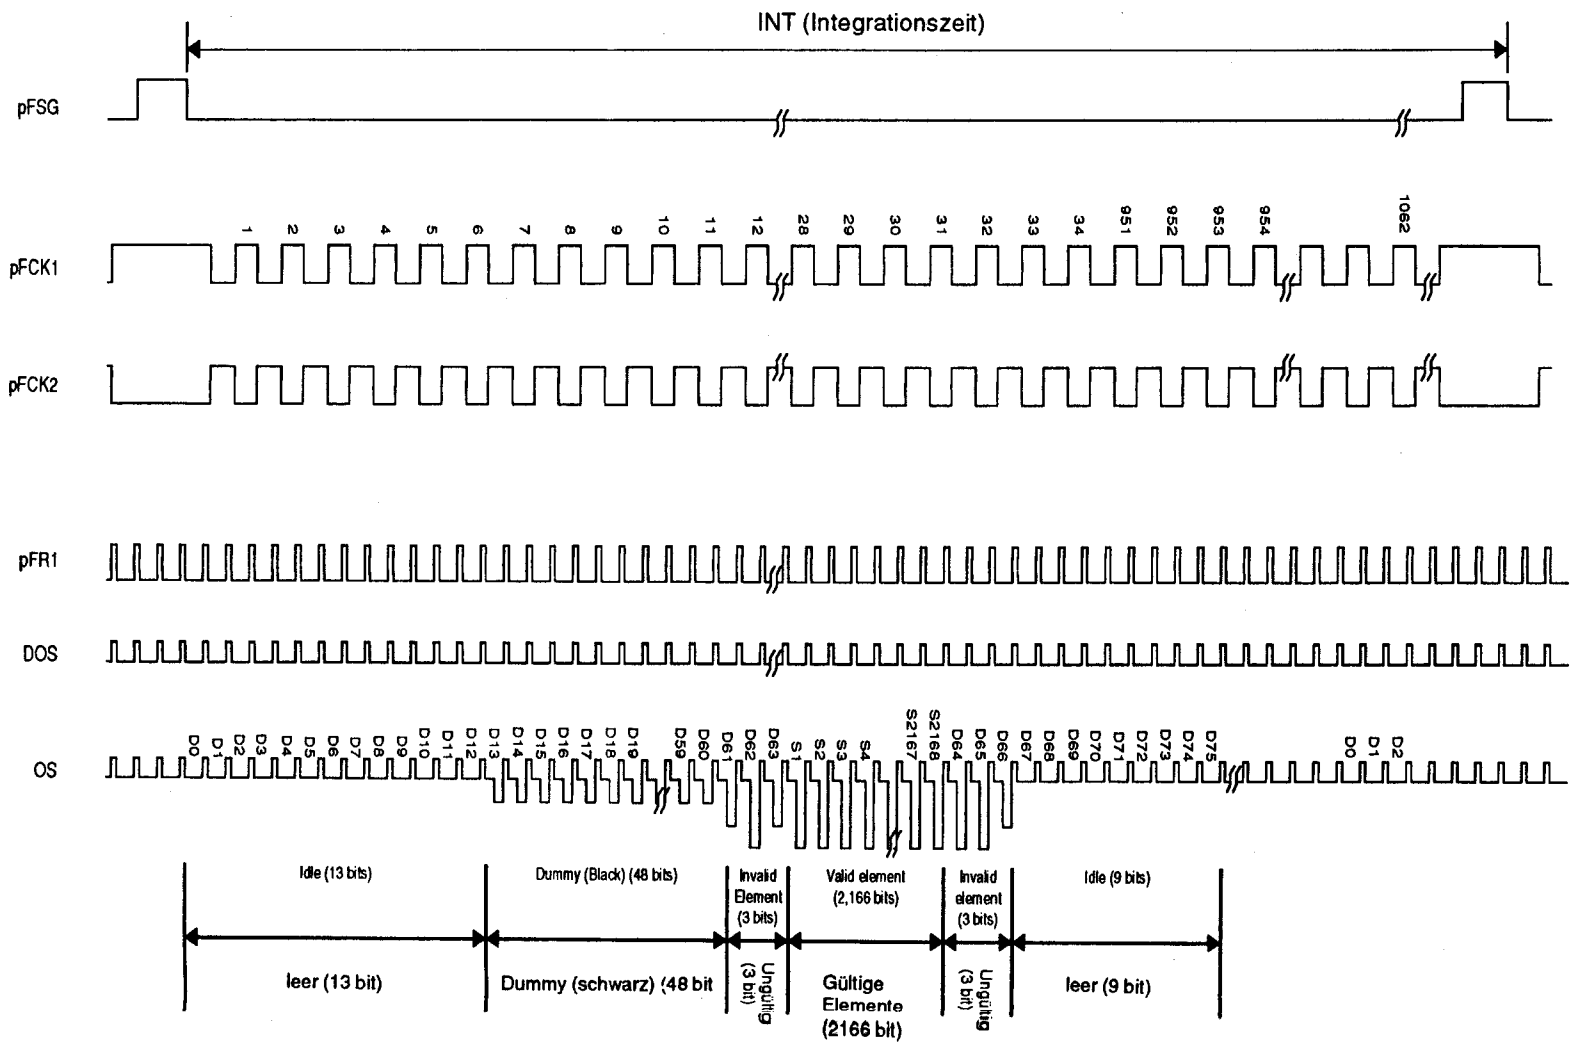 INT (Integrationszeit)
pFSG
1 2 3 4 5 6 7 8 9 10 11 12 28 29 30 31 32 33 34 951 952 953 954 1062
pFCK1
pFCK2
pFR1
DOS
D0 D1 D2 D3 D4 D5 D6 D7 D8 D9 D10 D11 D12 D13 D14 D15 D16 D17 D18 D19 D59 D60 D61 D62 D63 S1 S2 S3 S4 S2167 S2168 D64 D65 D66 D67 D68 D69 D70 D71 D72 D73 D74 D75 D0 D1 D2
OS
Idle (13 bits)
Dummy (Black) (48 bits)
Invalid
Element
(3 bits)
Valid element
(2,166 bits)
Invalid
element
(3 bits)
Idle (9 bits)
leer (13 bit)
Dummy (schwarz) (48 bit
Ungültig
(3 bit)
Gültige
Elemente
(2166 bit)
Ungültig
(3 bit)
leer (9 bit)